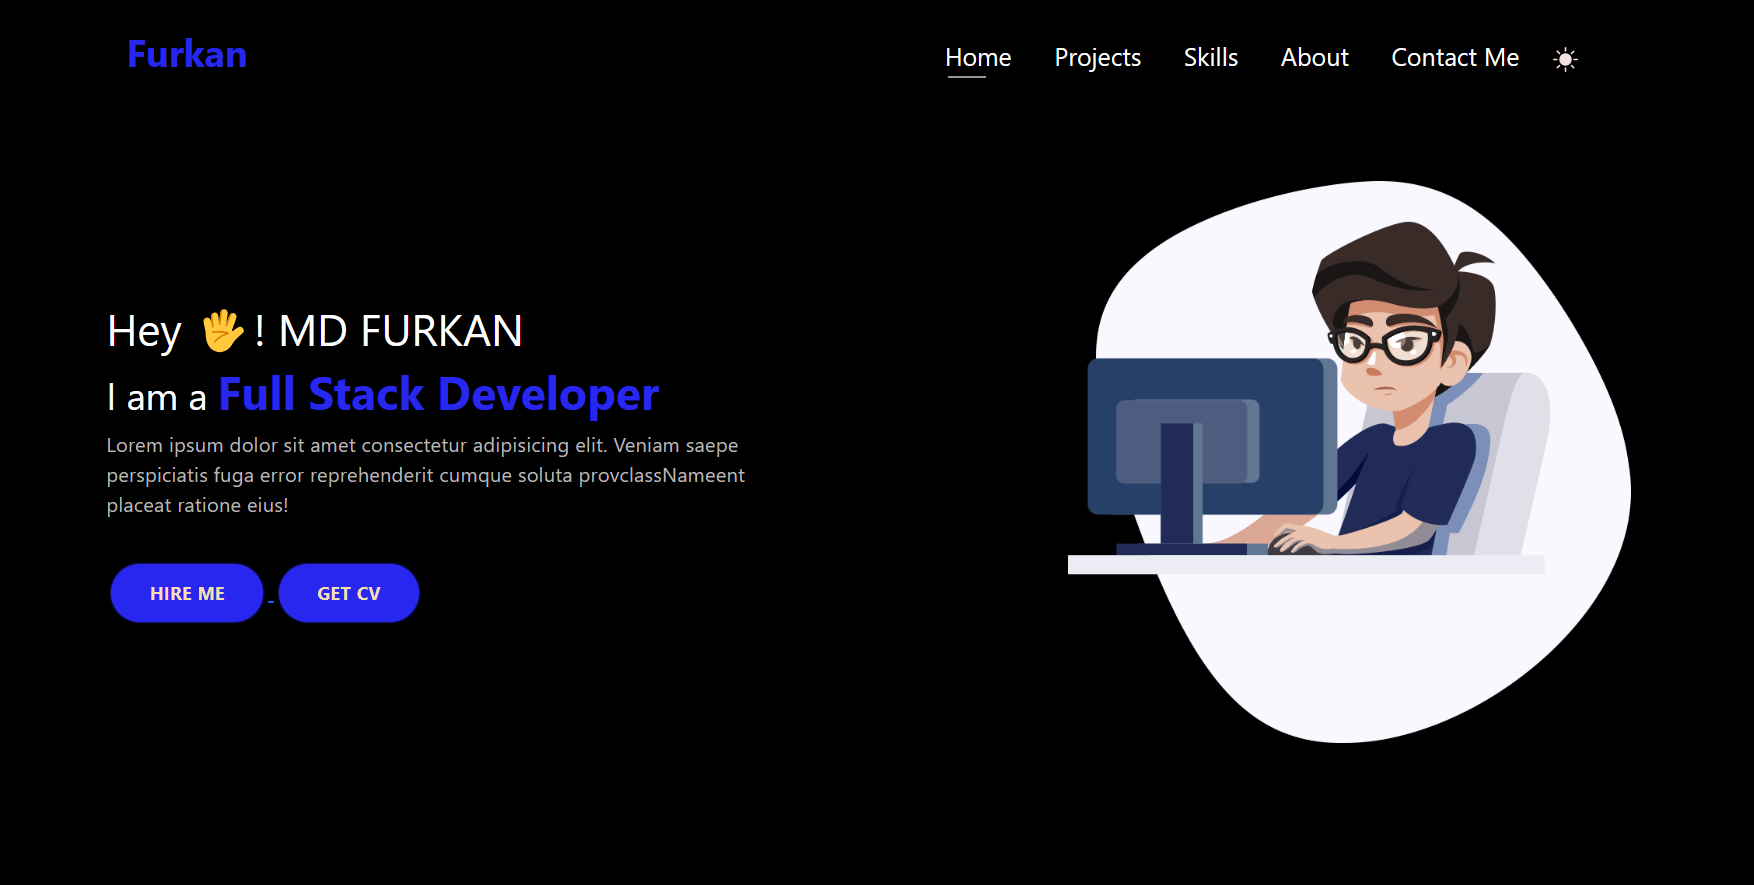 Furkan
Home Projects Skills About Contact Me
Hey 🖐! MD FURKAN
I am a Full Stack Developer
Lorem ipsum dolor sit amet consectetur adipisicing elit. Veniam saepe
perspiciatis fuga error reprehenderit cumque soluta provclassNameent
placeat ratione eius!
HIRE ME GET CV